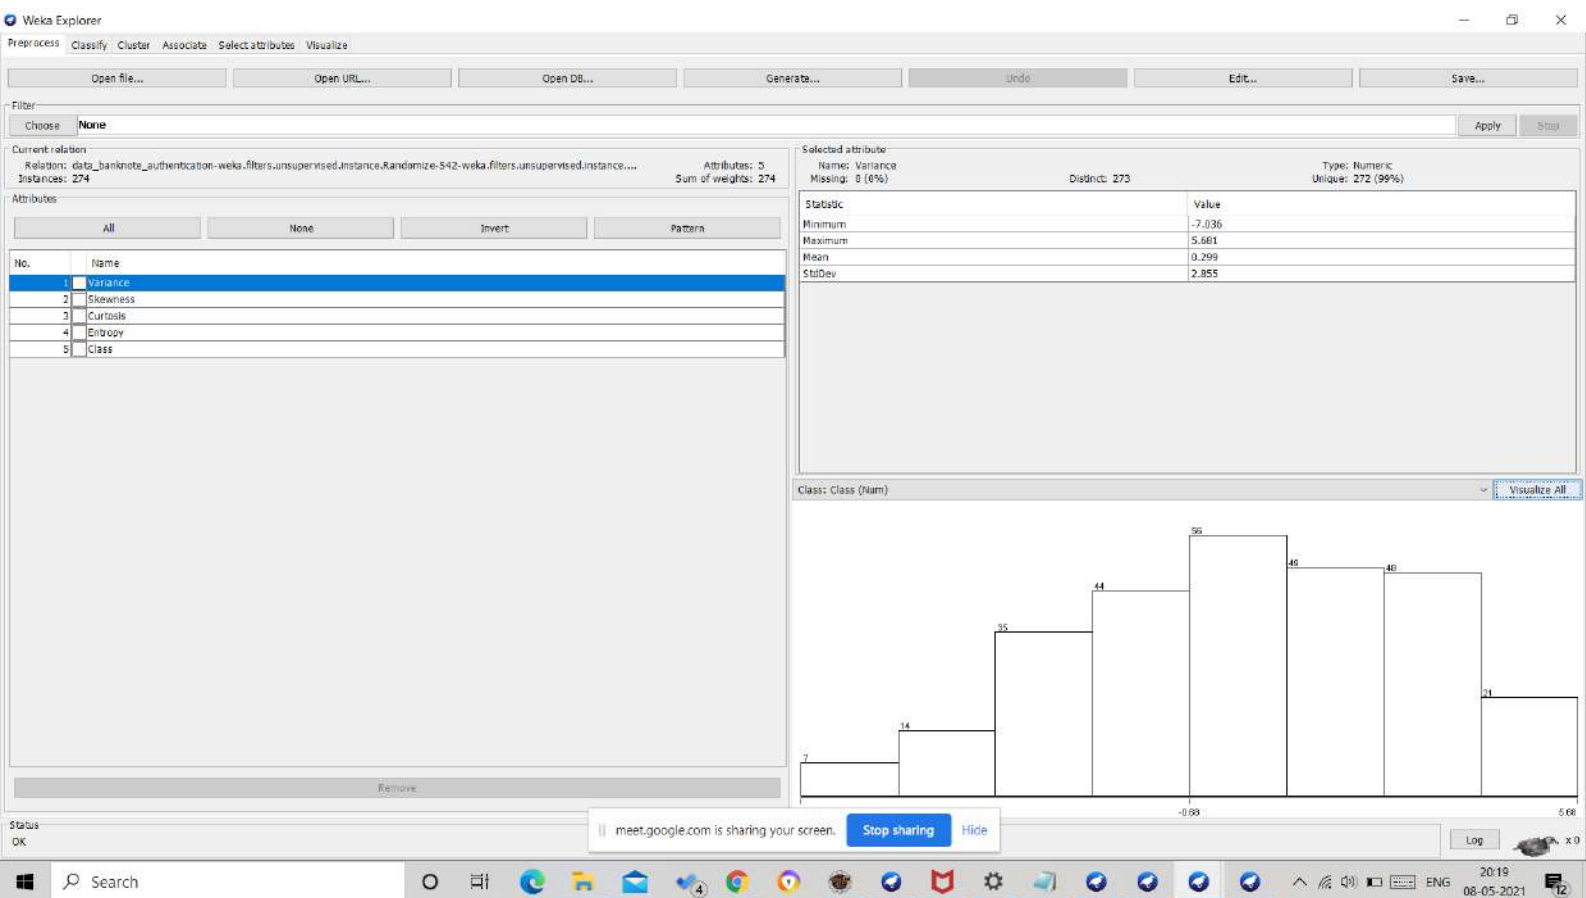 Weka Explorer
Preprocess Classify Cluster Associate Select attributes Visualize
Open file... Open URL... Open DB... Generate... Undo Edit... Save...
Filter
Choose None Apply Stop
Current relation
Relation: data_banknote_authentication-weka.filters.unsupervised.instance.Randomize-S42-weka.filters.unsupervised.instance.... Attributes: 5
Instances: 274 Sum of weights: 274
Selected attribute
Name: Variance Type: Numeric
Missing: 0 (0%) Distinct: 273 Unique: 272 (99%)
Attributes
All None Invert Pattern
No. Name
1 Variance
2 Skewness
3 Curtosis
4 Entropy
5 Class
Remove
Statistic Value
Minimum -7.036
Maximum 5.681
Mean 0.299
StdDev 2.855
Class: Class (Num) Visualize All
7 14 35 44 56 49 48 21
-0.68 5.68
Status
OK
meet.google.com is sharing your screen. Stop sharing Hide
Log x 0
Search
4
ENG
20:19
08-05-2021
12